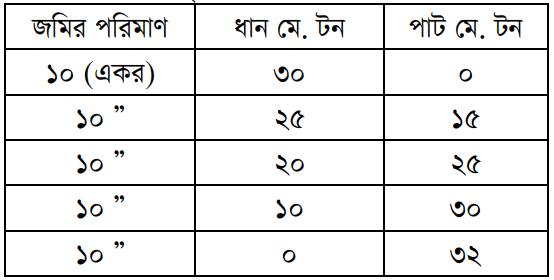 জমির পরিমাণ ধান মে. টন পাট মে. টন
১০ (একর) ৩০ ০
১০ ” ২৫ ১৫
১০ ” ২০ ২৫
১০ ” ১০ ৩০
১০ ” ০ ৩২